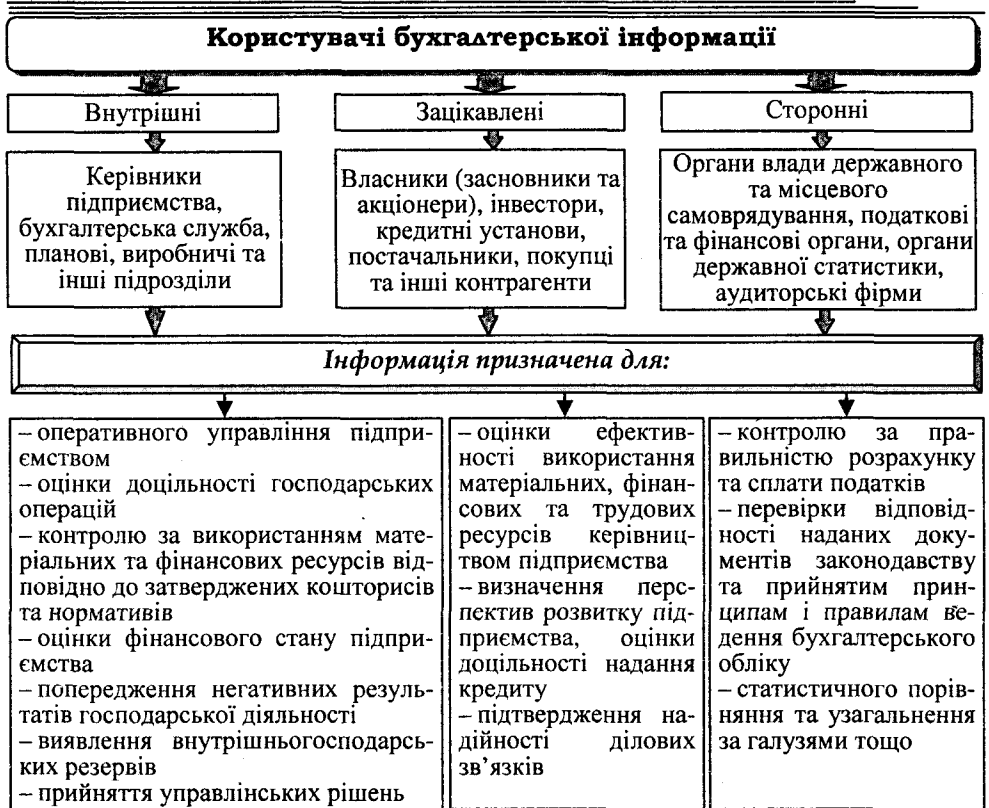 Користувачі бухгалтерської інформації
Внутрішні
Зацікавлені
Сторонні
Керівники
підприємства,
бухгалтерська служба,
планові, виробничі та
інші підрозділи
Власники (засновники та
акціонери), інвестори,
кредитні установи,
постачальники, покупці
та інші контрагенти
Органи влади державного
та місцевого
самоврядування, податкові
та фінансові органи, органи
державної статистики,
аудиторські фірми
Інформація призначена для:
– оперативного управління підпри-
ємством
– оцінки доцільності господарських
операцій
– контролю за використанням мате-
ріальних та фінансових ресурсів від-
повідно до затверджених кошторисів
та нормативів
– оцінки фінансового стану підпри-
ємства
– попередження негативних резуль-
татів господарської діяльності
– виявлення внутрішньогосподарсь-
ких резервів
– прийняття управлінських рішень
– оцінки ефектив-
ності використання
матеріальних, фінан-
сових та трудових
ресурсів керівниц-
твом підприємства
– визначення перс-
пектив розвитку під-
приємства, оцінки
доцільності надання
кредиту
– підтвердження на-
дійності ділових
зв’язків
– контролю за пра-
вильністю розрахунку
та сплати податків
– перевірки відповід-
ності наданих доку-
ментів законодавству
та прийнятим прин-
ципам і правилам ве-
дення бухгалтерського
обліку
– статистичного порів-
няння та узагальнення
за галузями тощо